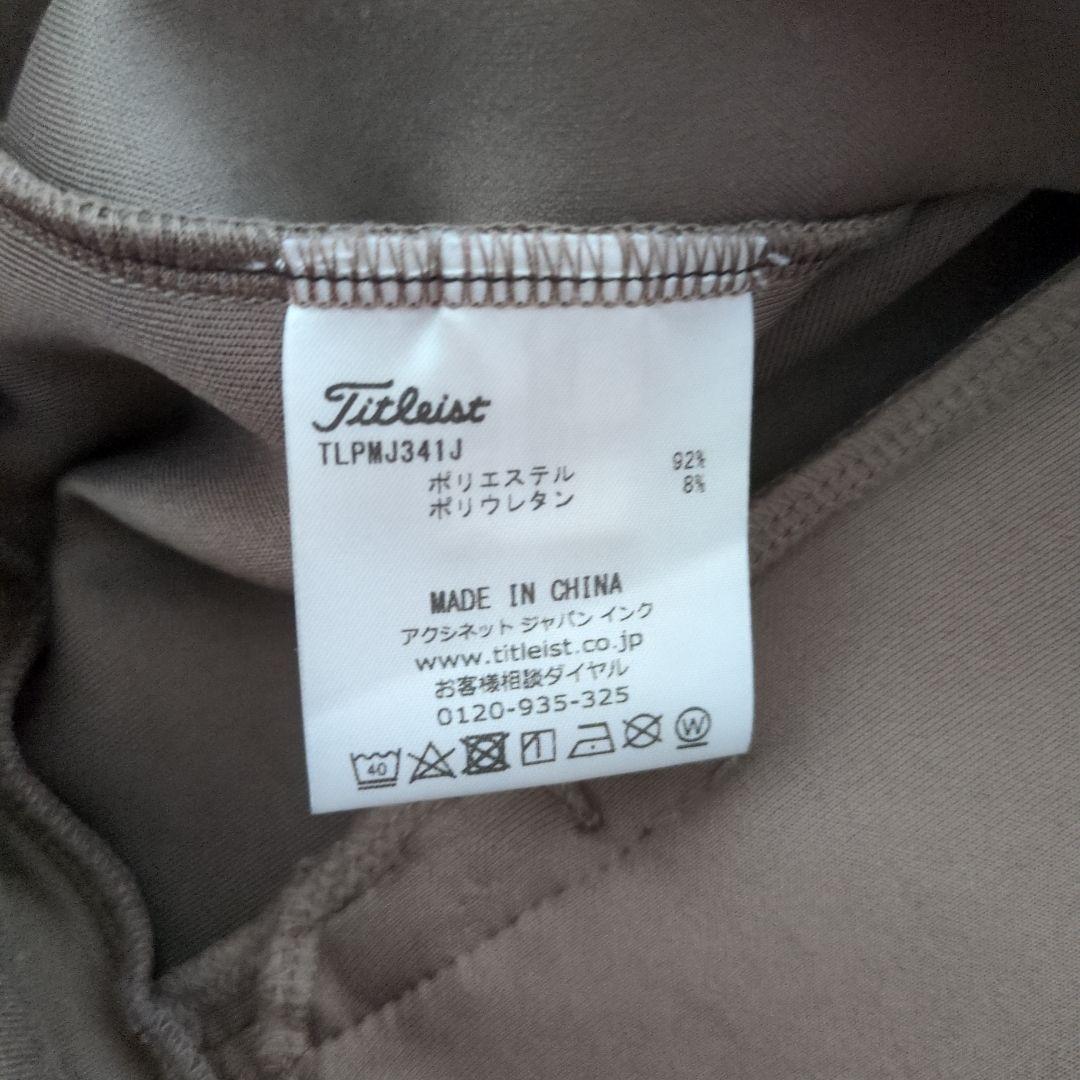 Titleist
TLPMJ341J
ポリエステル 92%
ポリウレタン 8%
MADE IN CHINA
アクシネット ジャパン インク
www.titleist.co.jp
お客様相談ダイヤル
0120-935-325
40 W